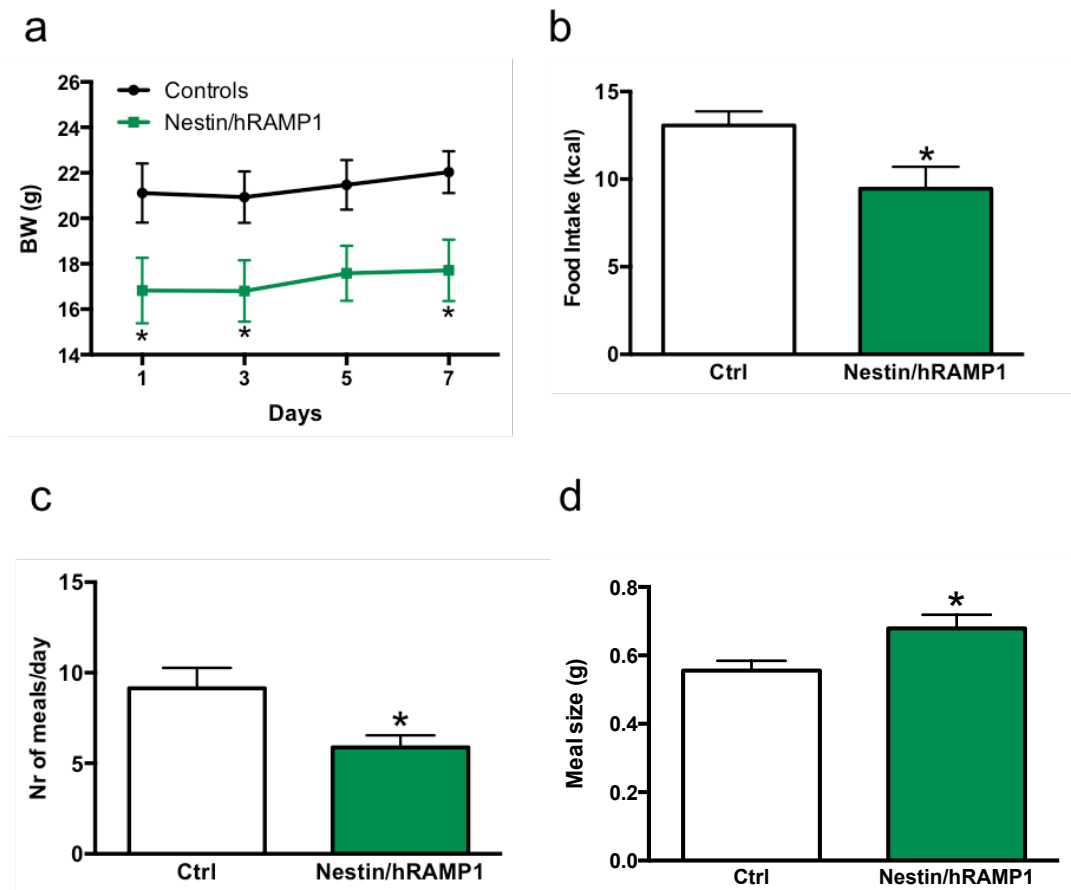 a
26
24
22
20
18
16
14
BW (g)
Controls
Nestin/hRAMP1
*
*
*
1 3 5 7
Days
b
15
10
5
0
Food Intake (kcal)
*
Ctrl Nestin/hRAMP1
c
15
10
5
0
Nr of meals/day
*
Ctrl Nestin/hRAMP1
d
0.8
0.6
0.4
0.2
0.0
Meal size (g)
*
Ctrl Nestin/hRAMP1